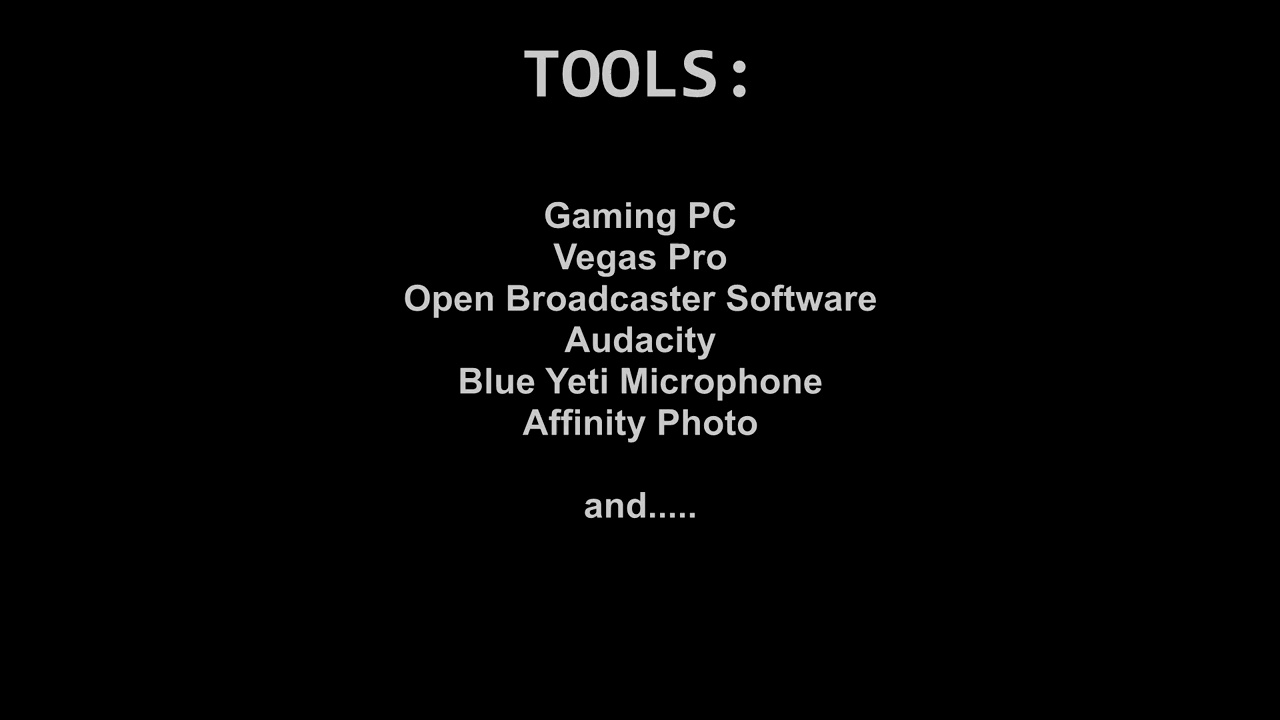 TOOLS:
Gaming PC
Vegas Pro
Open Broadcaster Software
Audacity
Blue Yeti Microphone
Affinity Photo
and.....